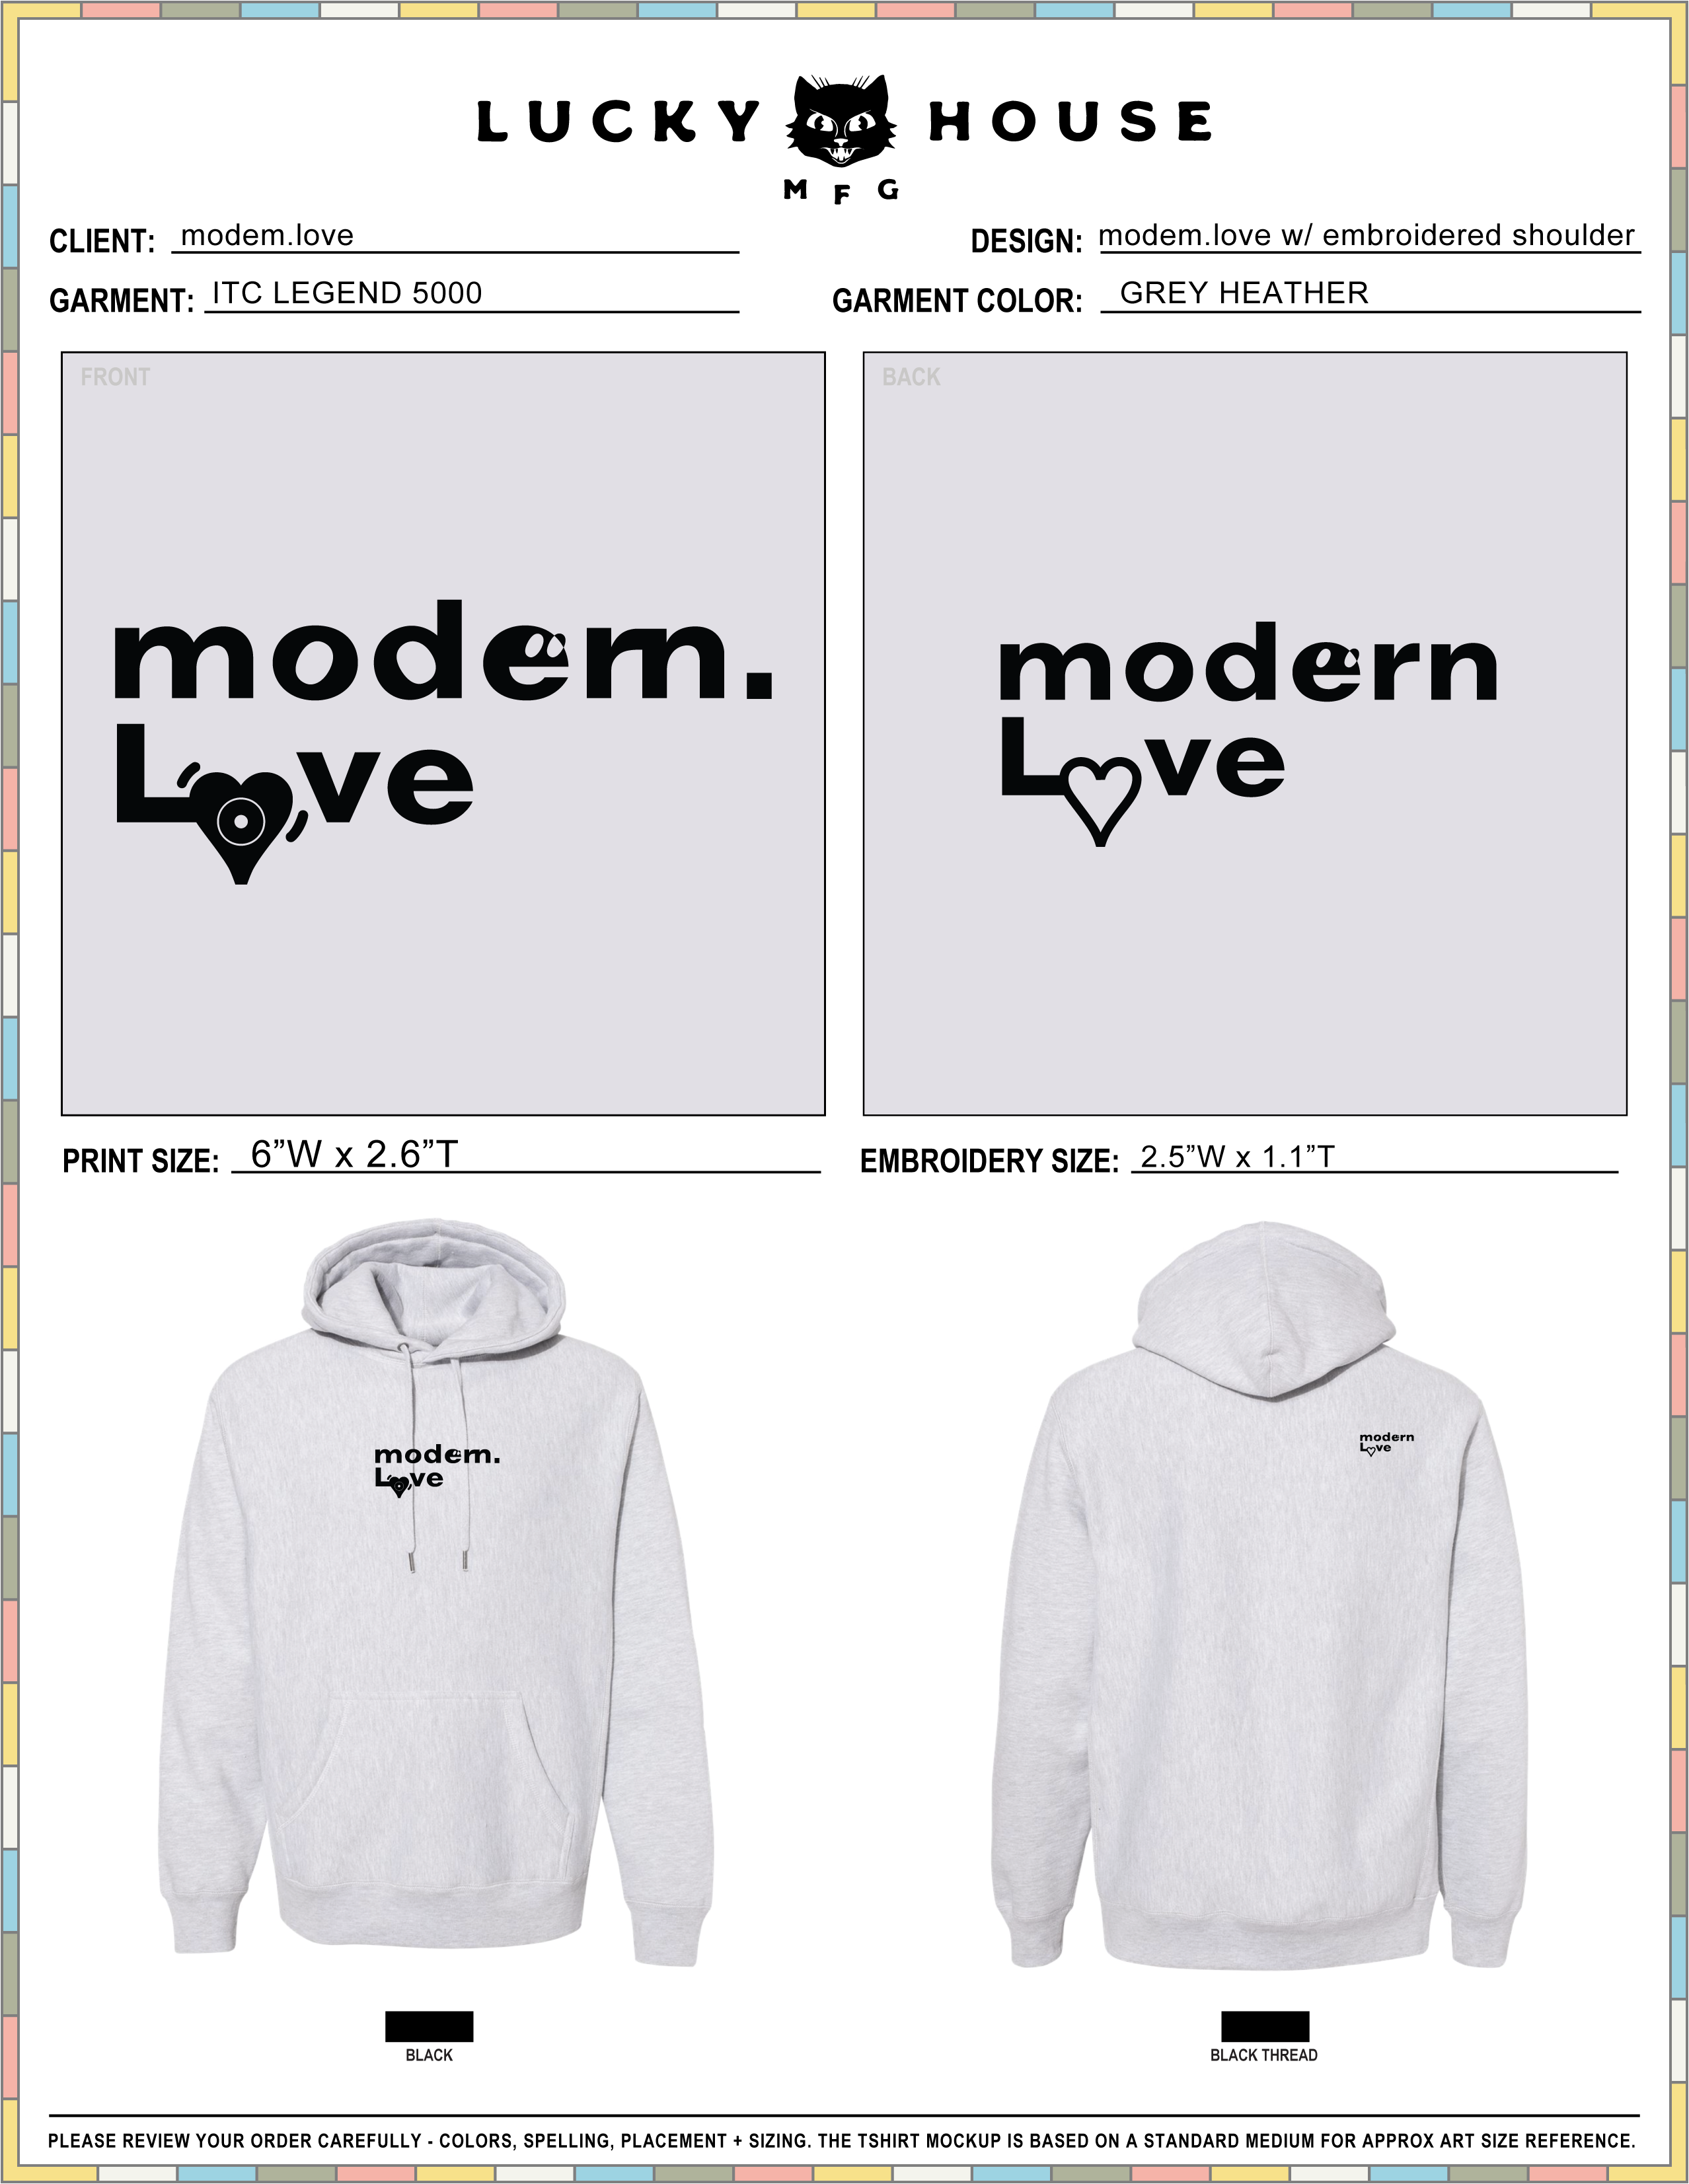 LUCKY HOUSE
MFG
CLIENT: modem.love
DESIGN: modem.love w/ embroidered shoulder
GARMENT: ITC LEGEND 5000
GARMENT COLOR: GREY HEATHER
FRONT
modem.
Love
BACK
modern
Love
PRINT SIZE: 6”W x 2.6”T
EMBROIDERY SIZE: 2.5”W x 1.1”T
modem.
Love
modern
Love
BLACK
BLACK THREAD
PLEASE REVIEW YOUR ORDER CAREFULLY - COLORS, SPELLING, PLACEMENT + SIZING. THE TSHIRT MOCKUP IS BASED ON A STANDARD MEDIUM FOR APPROX ART SIZE REFERENCE.